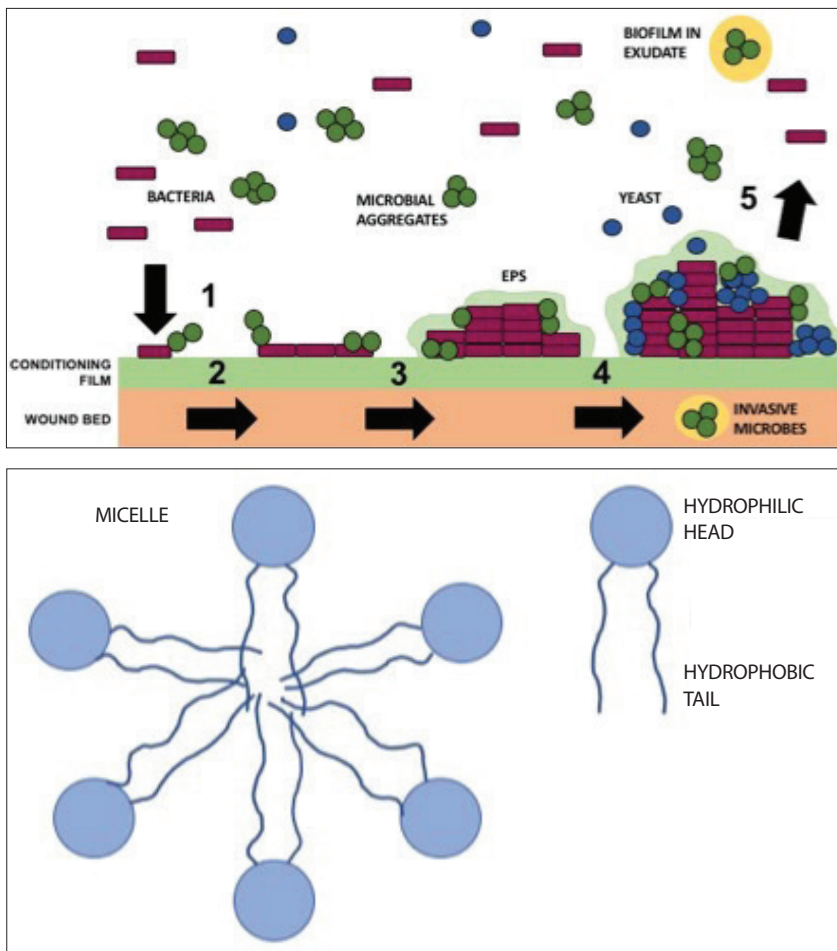 BIOFILM IN
EXUDATE
BACTERIA
MICROBIAL
AGGREGATES
YEAST
5
1
EPS
CONDITIONING
FILM
2
3
4
WOUND BED
INVASIVE
MICROBES
MICELLE
HYDROPHILIC
HEAD
HYDROPHOBIC
TAIL